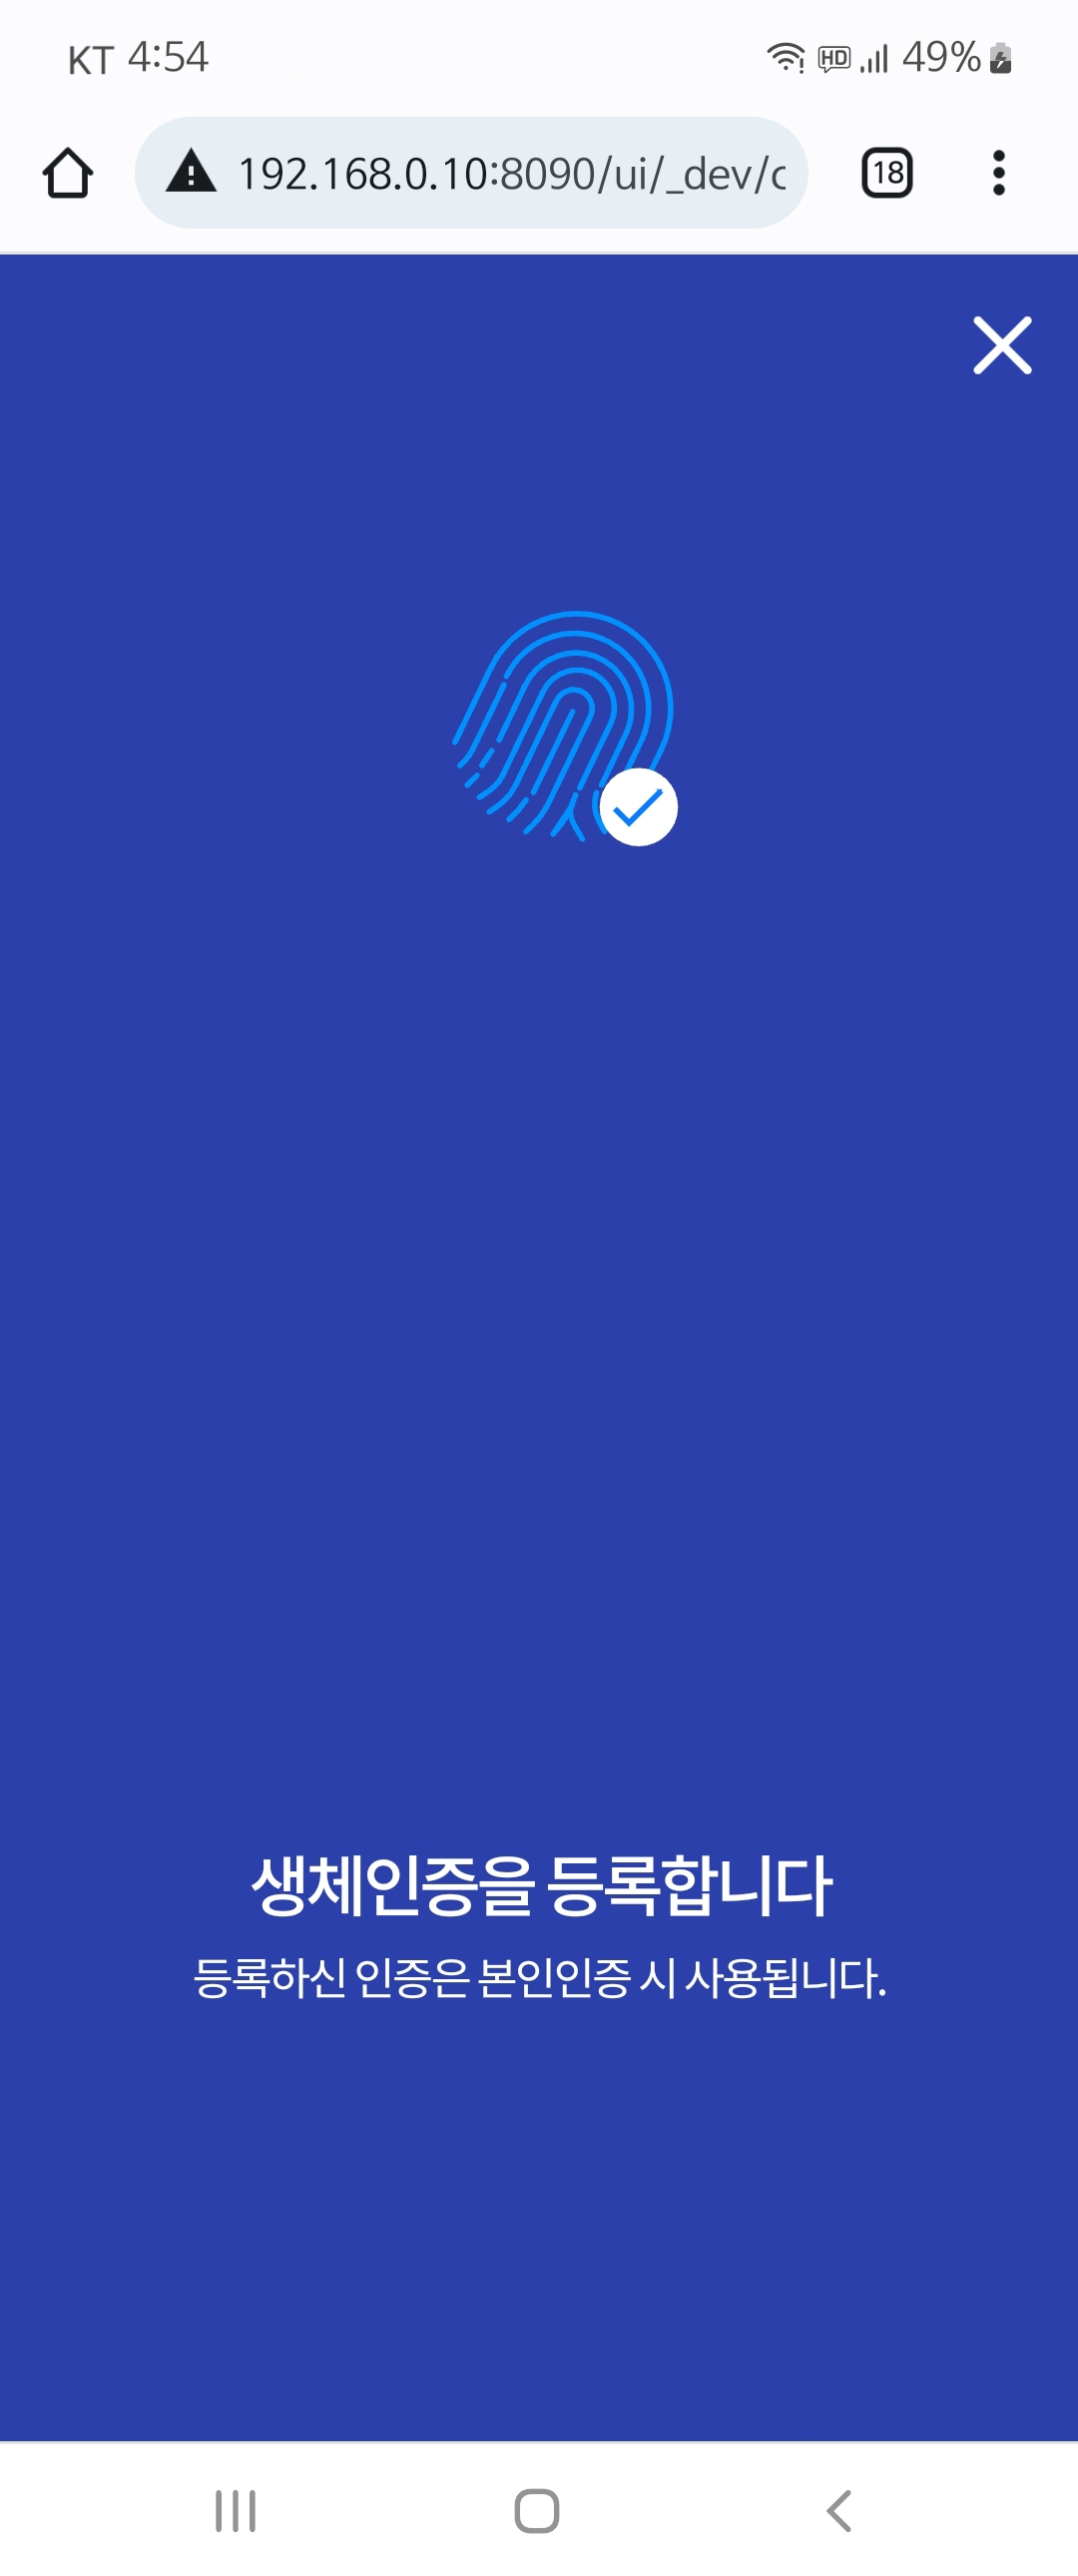 KT 4:54
HD 49%
192.168.0.10:8090/ui/_dev/c
18
생체인증을 등록합니다
등록하신 인증은 본인인증 시 사용됩니다.